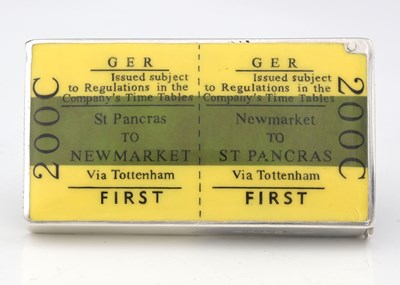 200C
GER
Issued subject
to Regulations in the
Company's Time Tables
St Pancras
TO
NEWMARKET
Via Tottenham
FIRST
GER
Issued subject
to Regulations in the
Company's Time Tables
Newmarket
TO
ST PANCRAS
Via Tottenham
FIRST
200C